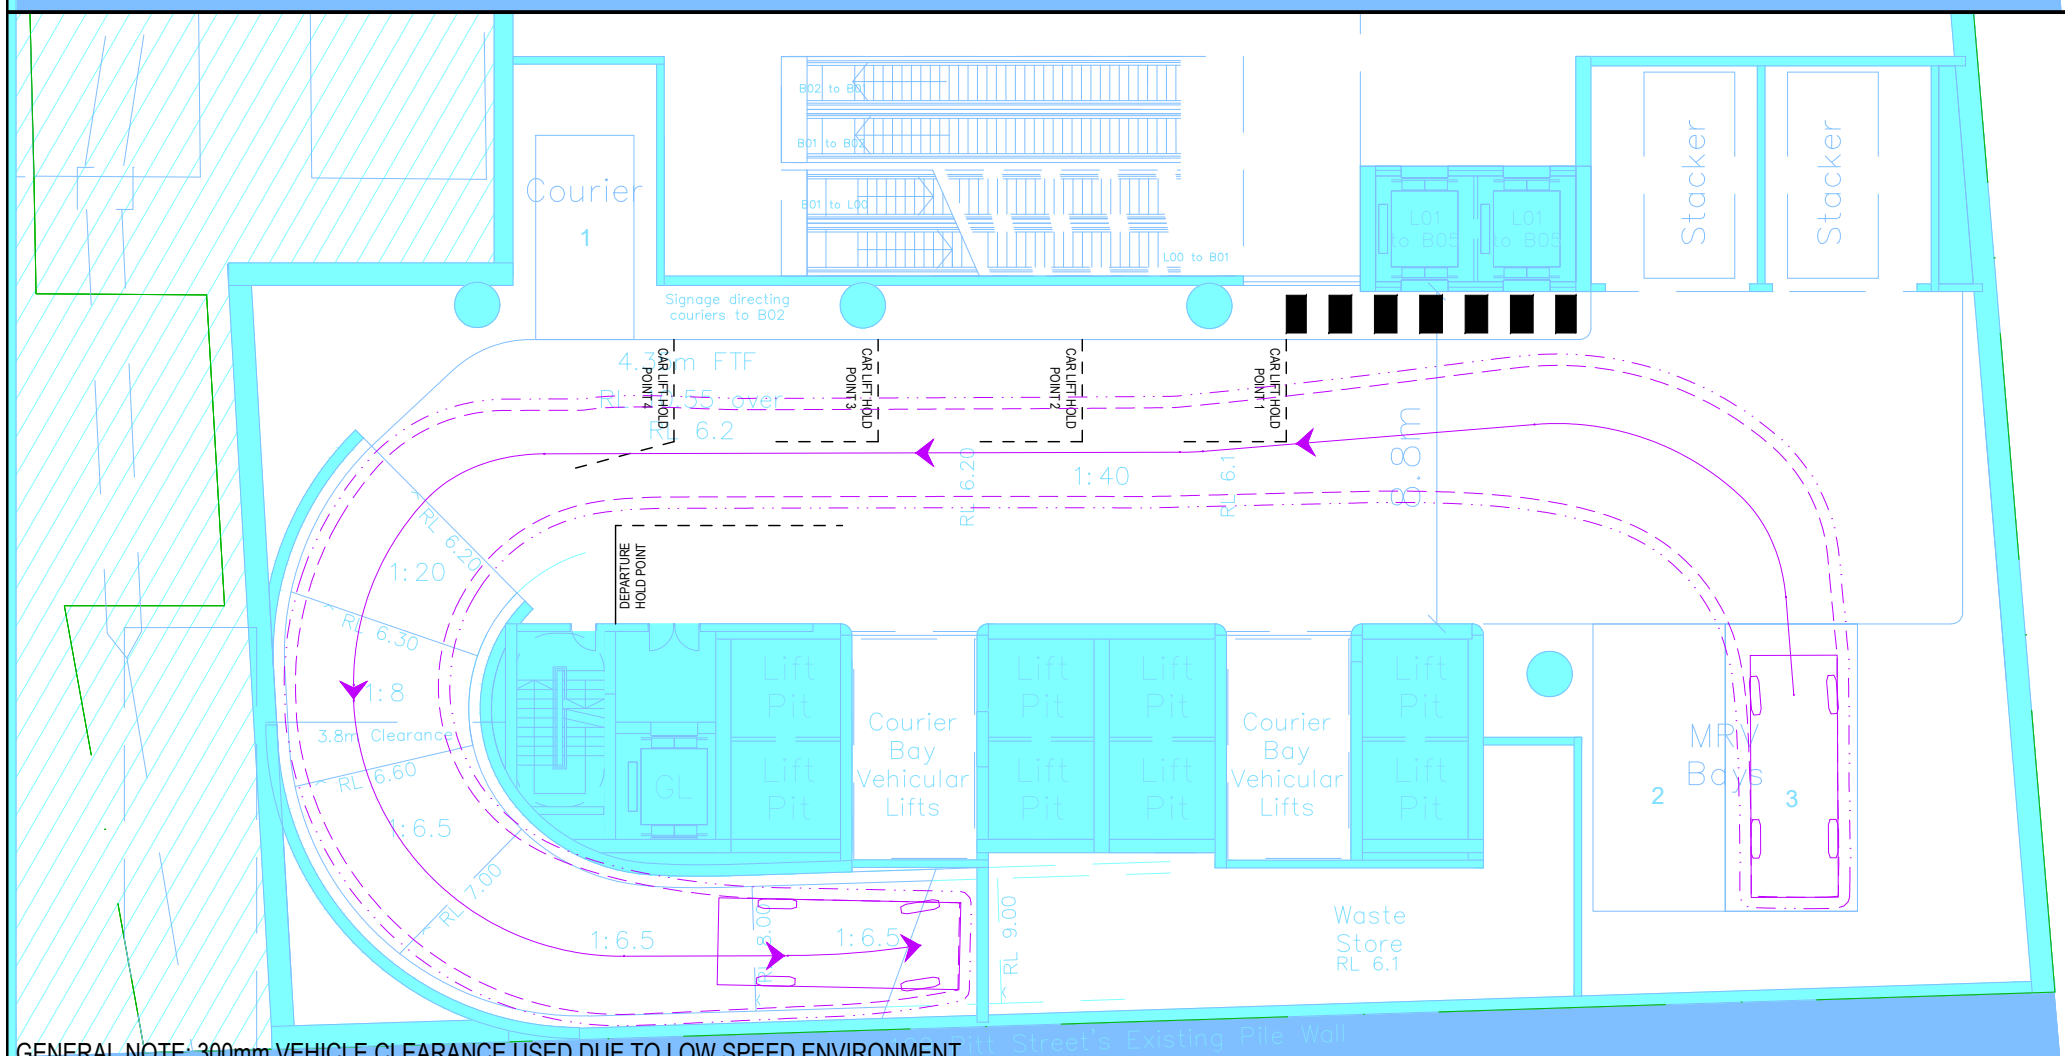 B02 to B01
B01 to B02
B01 to L00
L00 to B01
Courier
1
L01
to B05
L01
to B05
Stacker
Stacker
Signage directing
couriers to B02
CAR LIFT HOLD
POINT 4
CAR LIFT HOLD
POINT 3
CAR LIFT HOLD
POINT 2
CAR LIFT HOLD
POINT 1
FTF
over
RL 6.2
8.8m
RL 6.20
1:40
RL 6.1
RL 6.20
1:20
RL 6.30
1:8
3.8m Clearance
RL 6.60
1:6.5
RL 7.00
1:6.5
RL 8.00
1:6.5
RL 9.00
DEPARTURE
HOLD POINT
GL
Lift
Pit
Lift
Pit
Courier
Bay
Vehicular
Lifts
Lift
Pit
Lift
Pit
Lift
Pit
Lift
Pit
Courier
Bay
Vehicular
Lifts
Lift
Pit
Lift
Pit
MRV
Bays
2
3
Waste
Store
RL 6.1
Pitt Street's Existing Pile Wall
GENERAL NOTE: 300mm VEHICLE CLEARANCE USED DUE TO LOW SPEED ENVIRONMENT